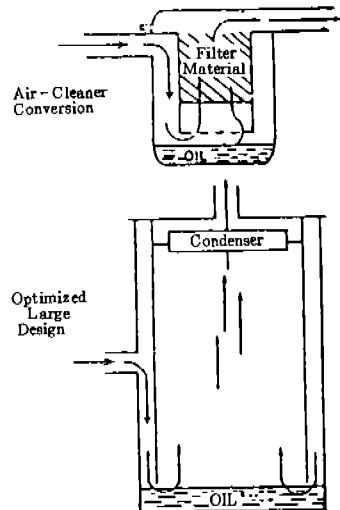 Filter
Material
Air-Cleaner
Conversion
OIL
Condenser
Optimized
Large
Design
OIL